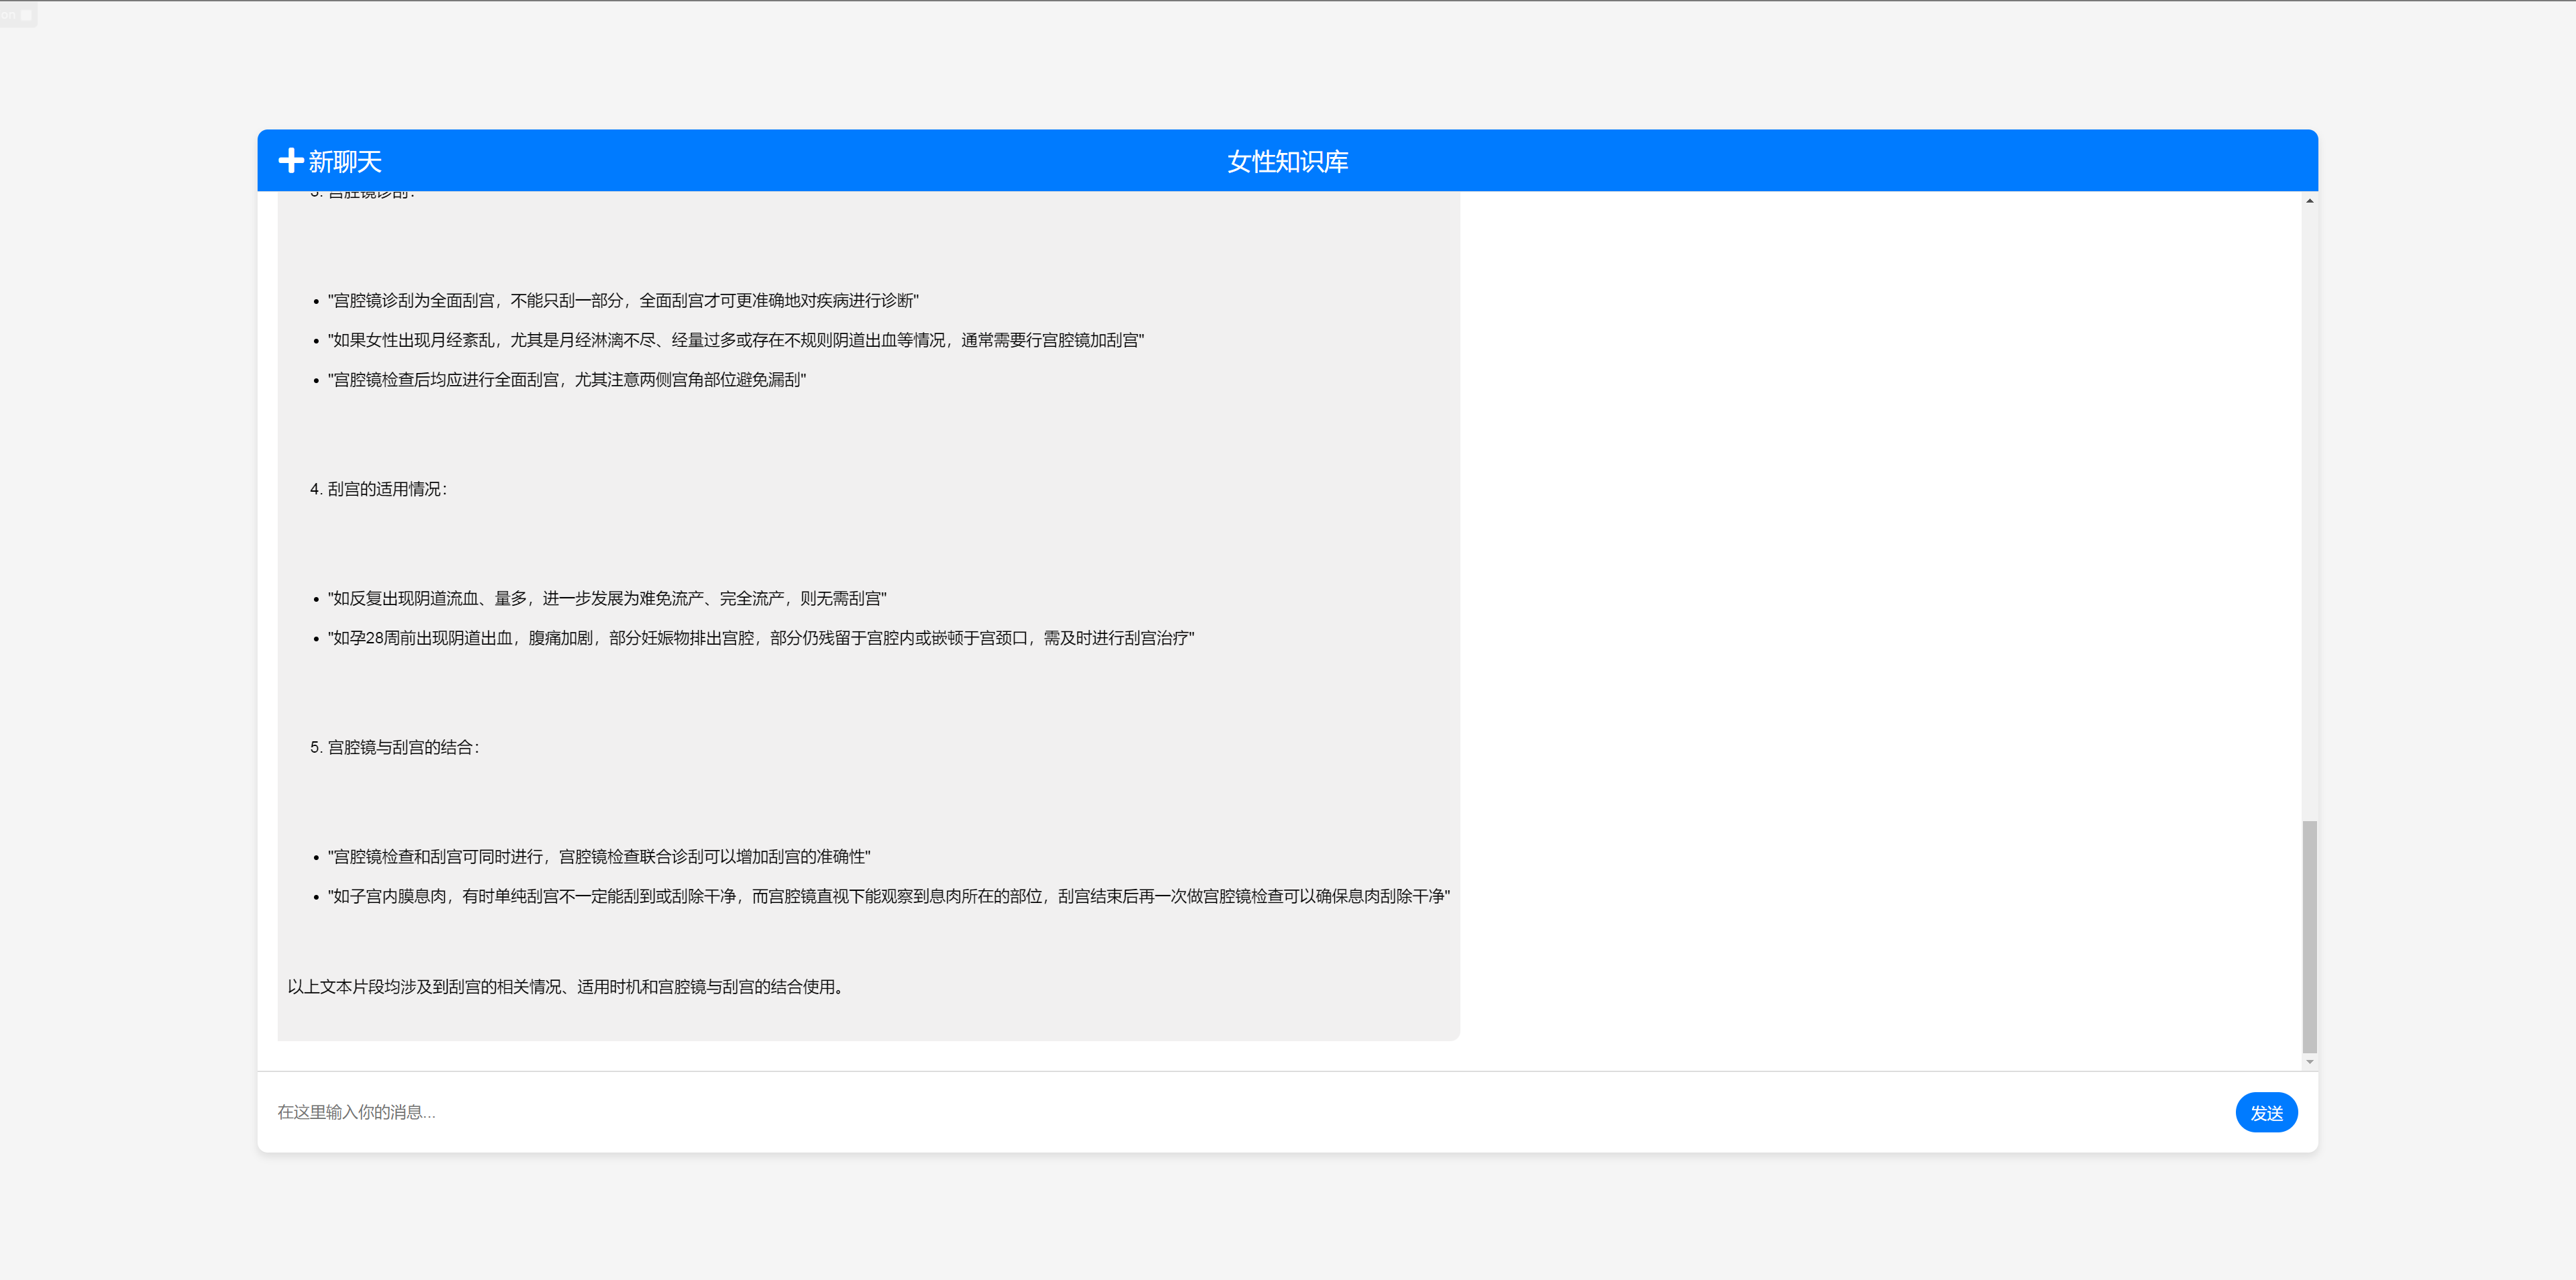 on
新聊天
女性知识库
3. 宫腔镜诊刮：
• "宫腔镜诊刮为全面刮宫，不能只刮一部分，全面刮宫才可更准确地对疾病进行诊断"
• "如果女性出现月经紊乱，尤其是月经淋漓不尽、经量过多或存在不规则阴道出血等情况，通常需要行宫腔镜加刮宫"
• "宫腔镜检查后均应进行全面刮宫，尤其注意两侧宫角部位避免漏刮"
4. 刮宫的适用情况：
• "如反复出现阴道流血、量多，进一步发展为难免流产、完全流产，则无需刮宫"
• "如孕28周前出现阴道出血，腹痛加剧，部分妊娠物排出宫腔，部分仍残留于宫腔内或嵌顿于宫颈口，需及时进行刮宫治疗"
5. 宫腔镜与刮宫的结合：
• "宫腔镜检查和刮宫可同时进行，宫腔镜检查联合诊刮可以增加刮宫的准确性"
• "如子宫内膜息肉，有时单纯刮宫不一定能刮到或刮除干净，而宫腔镜直视下能观察到息肉所在的部位，刮宫结束后再一次做宫腔镜检查可以确保息肉刮除干净"
以上文本片段均涉及到刮宫的相关情况、适用时机和宫腔镜与刮宫的结合使用。
在这里输入你的消息...
发送